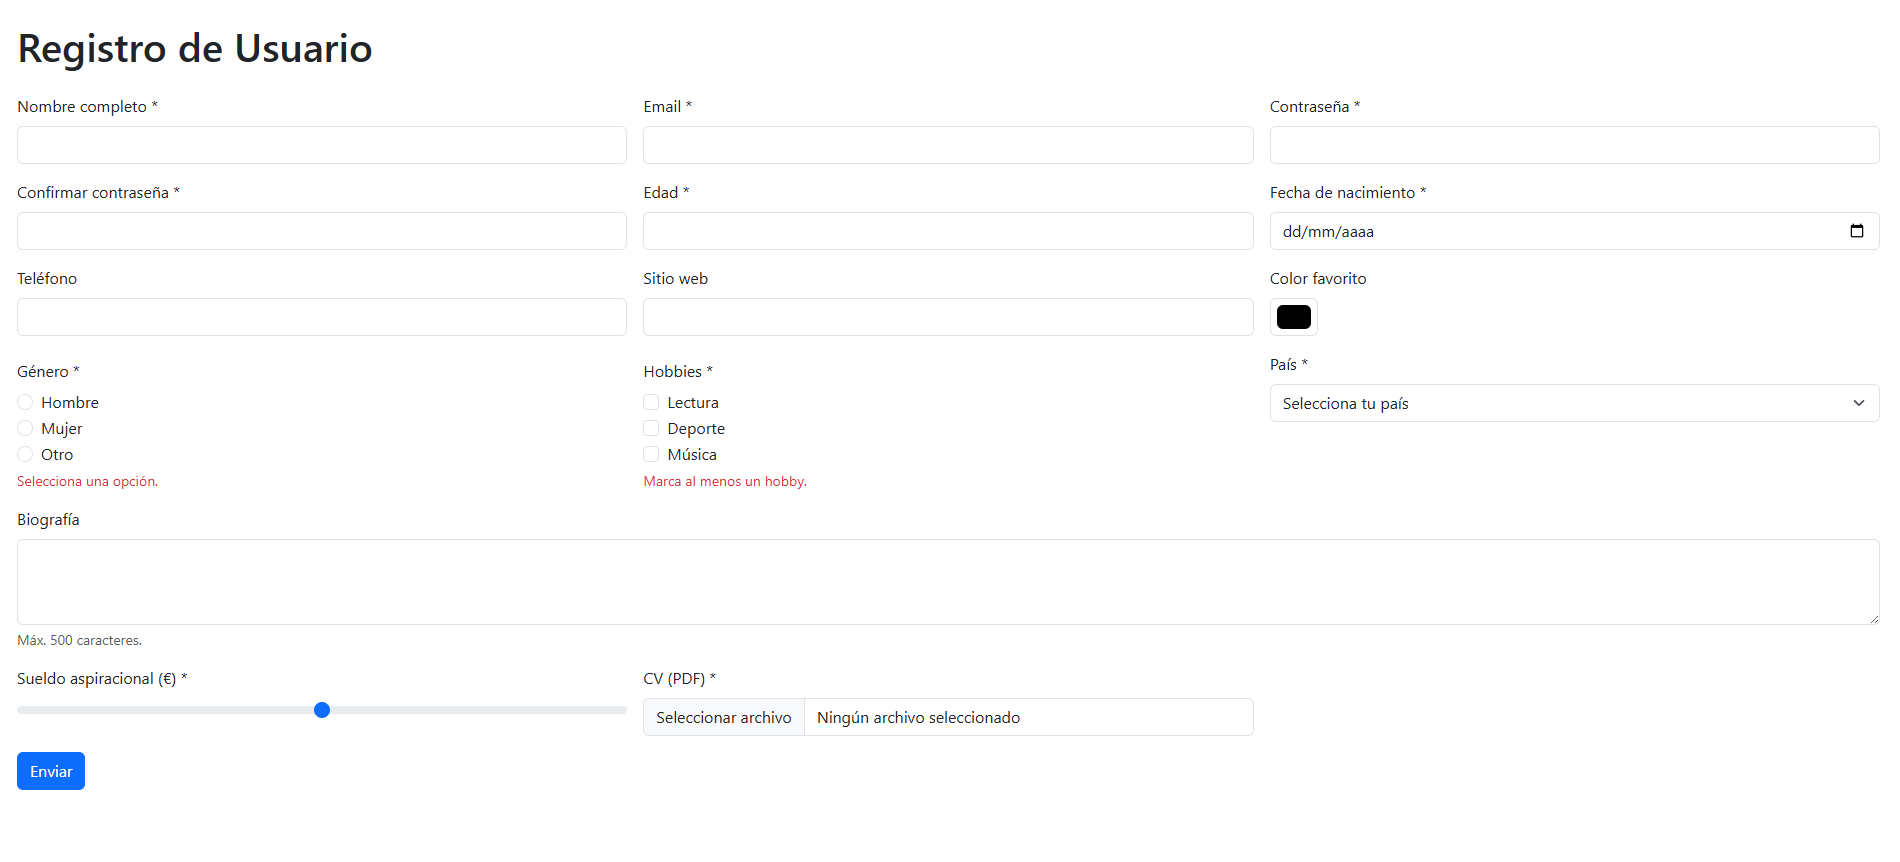 Registro de Usuario
Nombre completo *
Email *
Contraseña *
Confirmar contraseña *
Edad *
Fecha de nacimiento *
dd/mm/aaaa
Teléfono
Sitio web
Color favorito
Género *
Hombre
Mujer
Otro
Selecciona una opción.
Hobbies *
Lectura
Deporte
Música
Marca al menos un hobby.
País *
Selecciona tu país
Biografía
Máx. 500 caracteres.
Sueldo aspiracional (€) *
CV (PDF) *
Seleccionar archivo
Ningún archivo seleccionado
Enviar